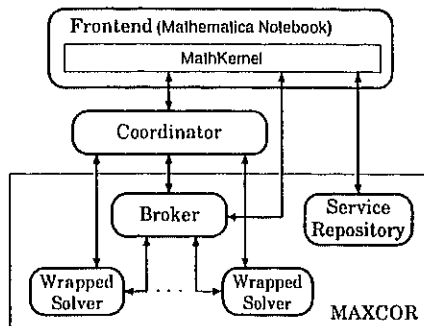 Frontend (Mathematica Notebook)
MathKernel
Coordinator
Broker
Service
Repository
Wrapped
Solver
. . .
Wrapped
Solver
MAXCOR